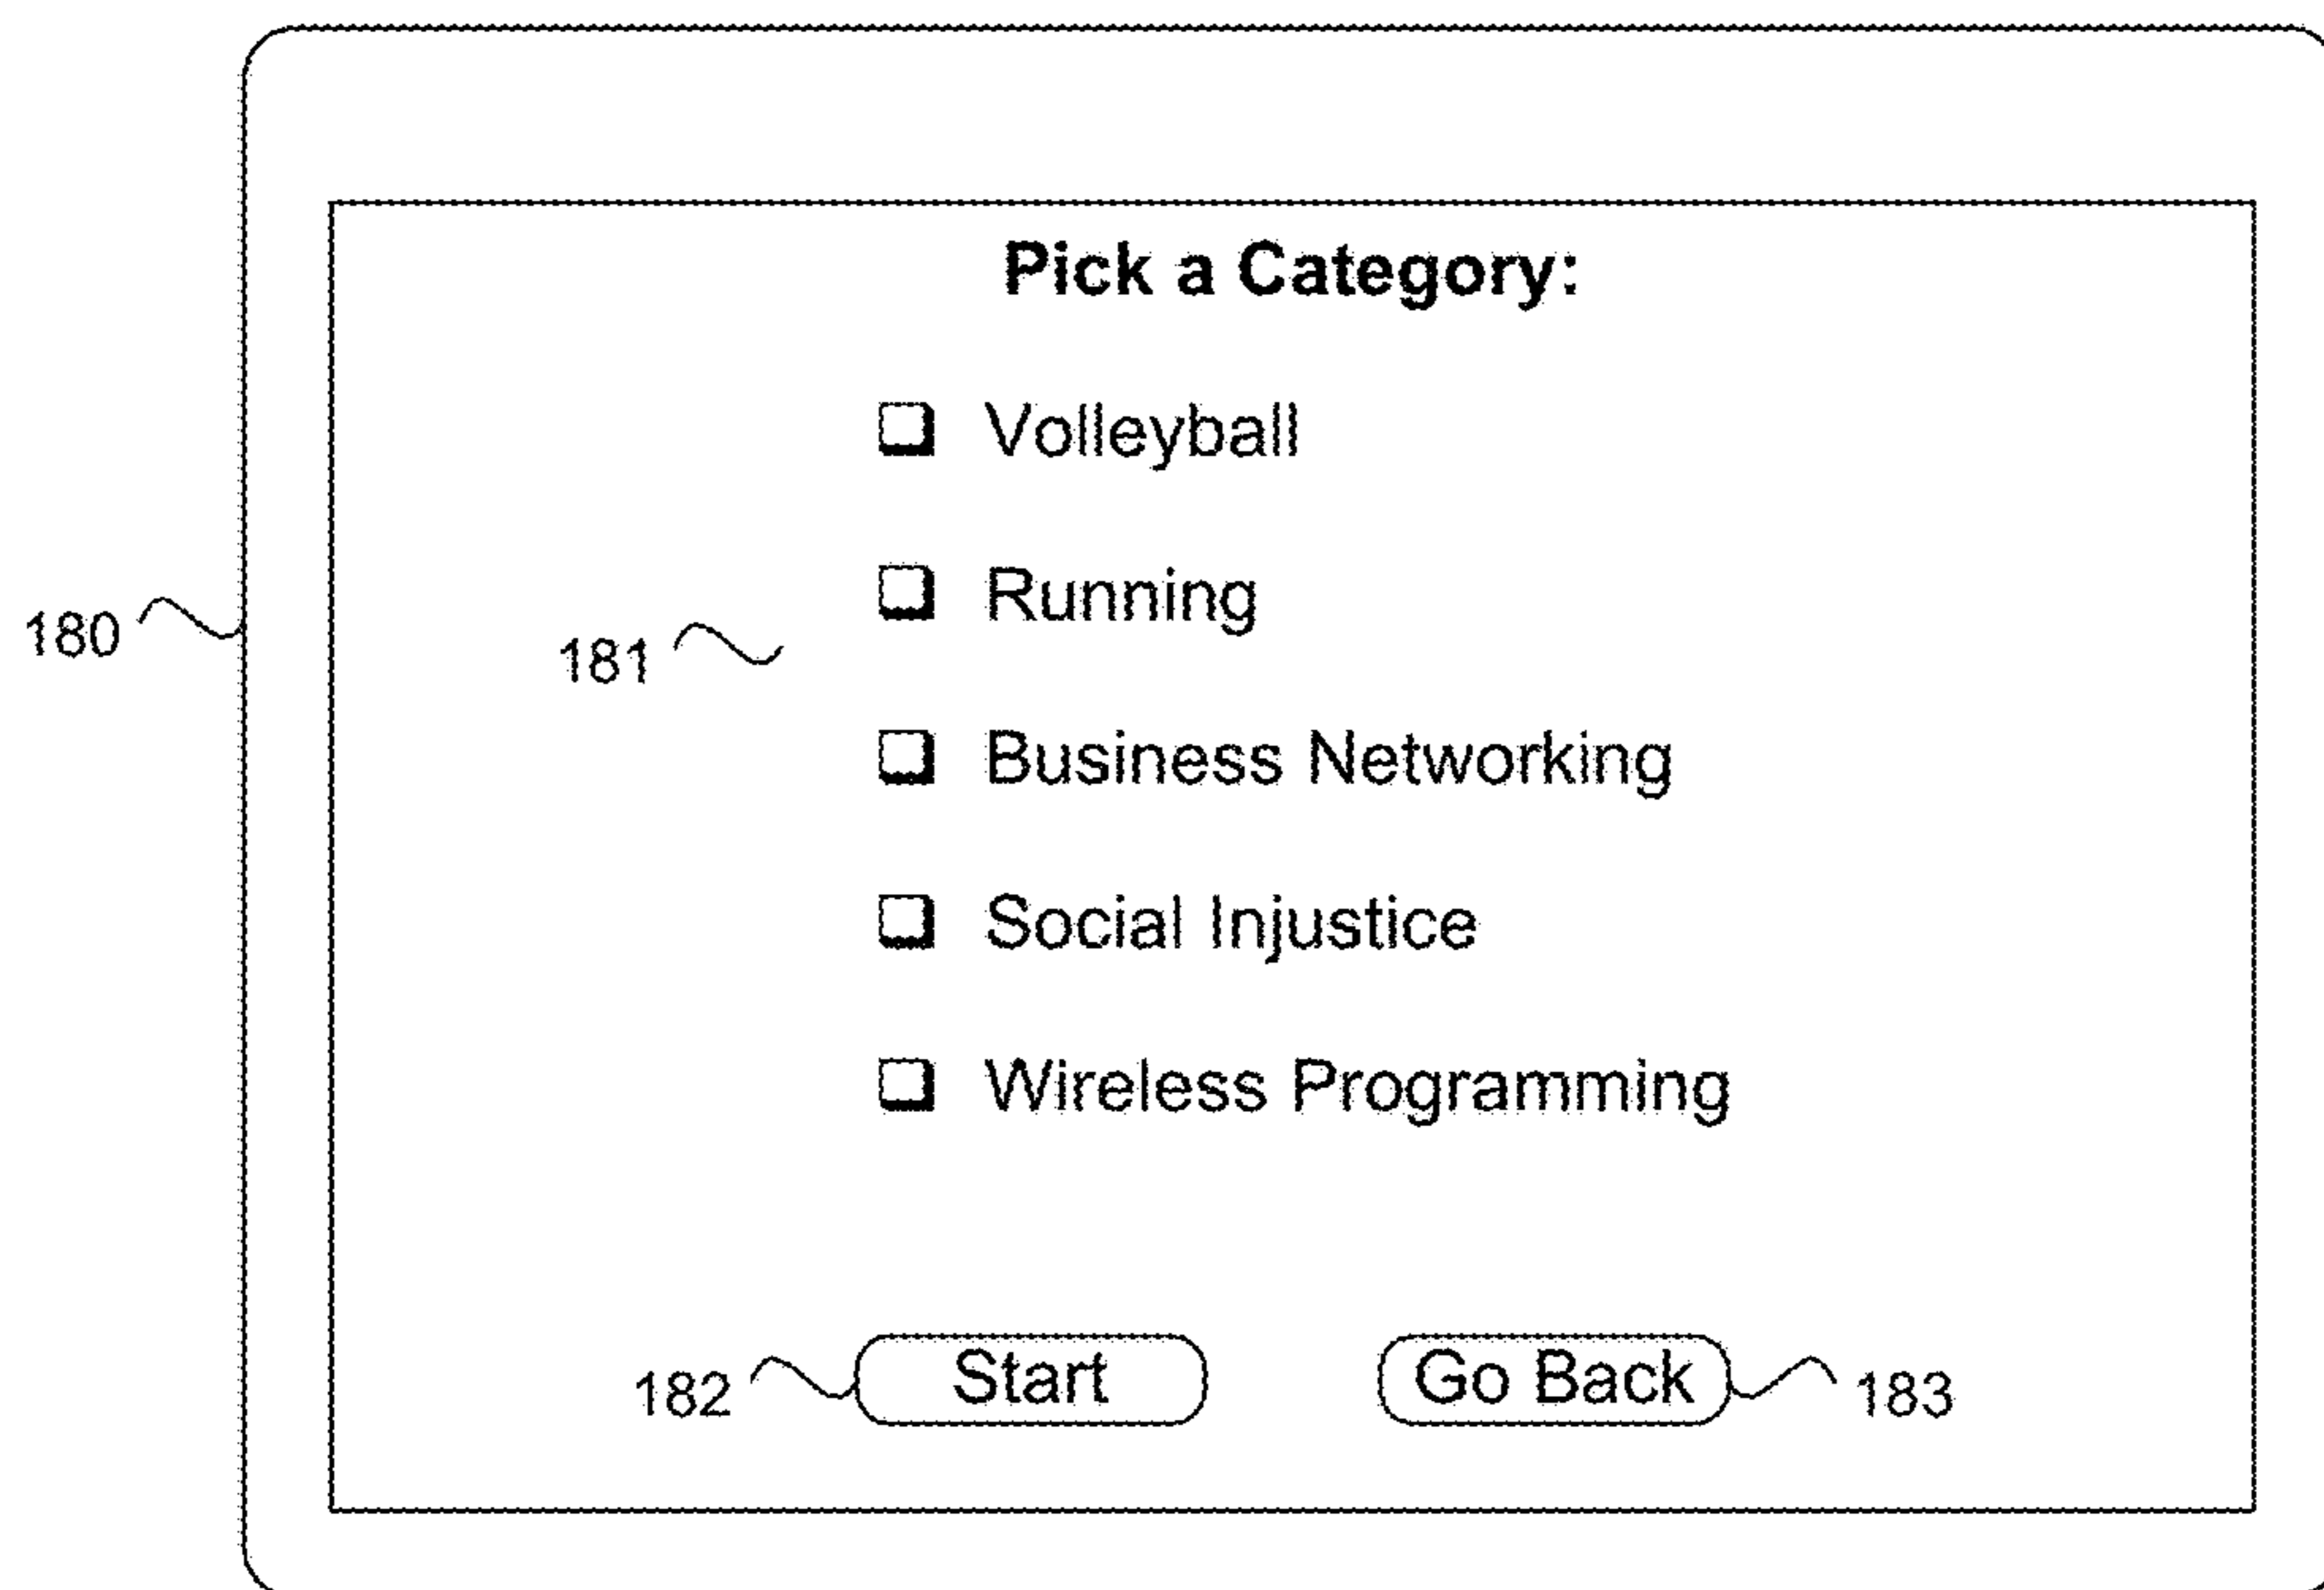 Pick a Category:
Volleyball
Running
180
181
Business Networking
Social Injustice
Wireless Programming
182 Start Go Back 183